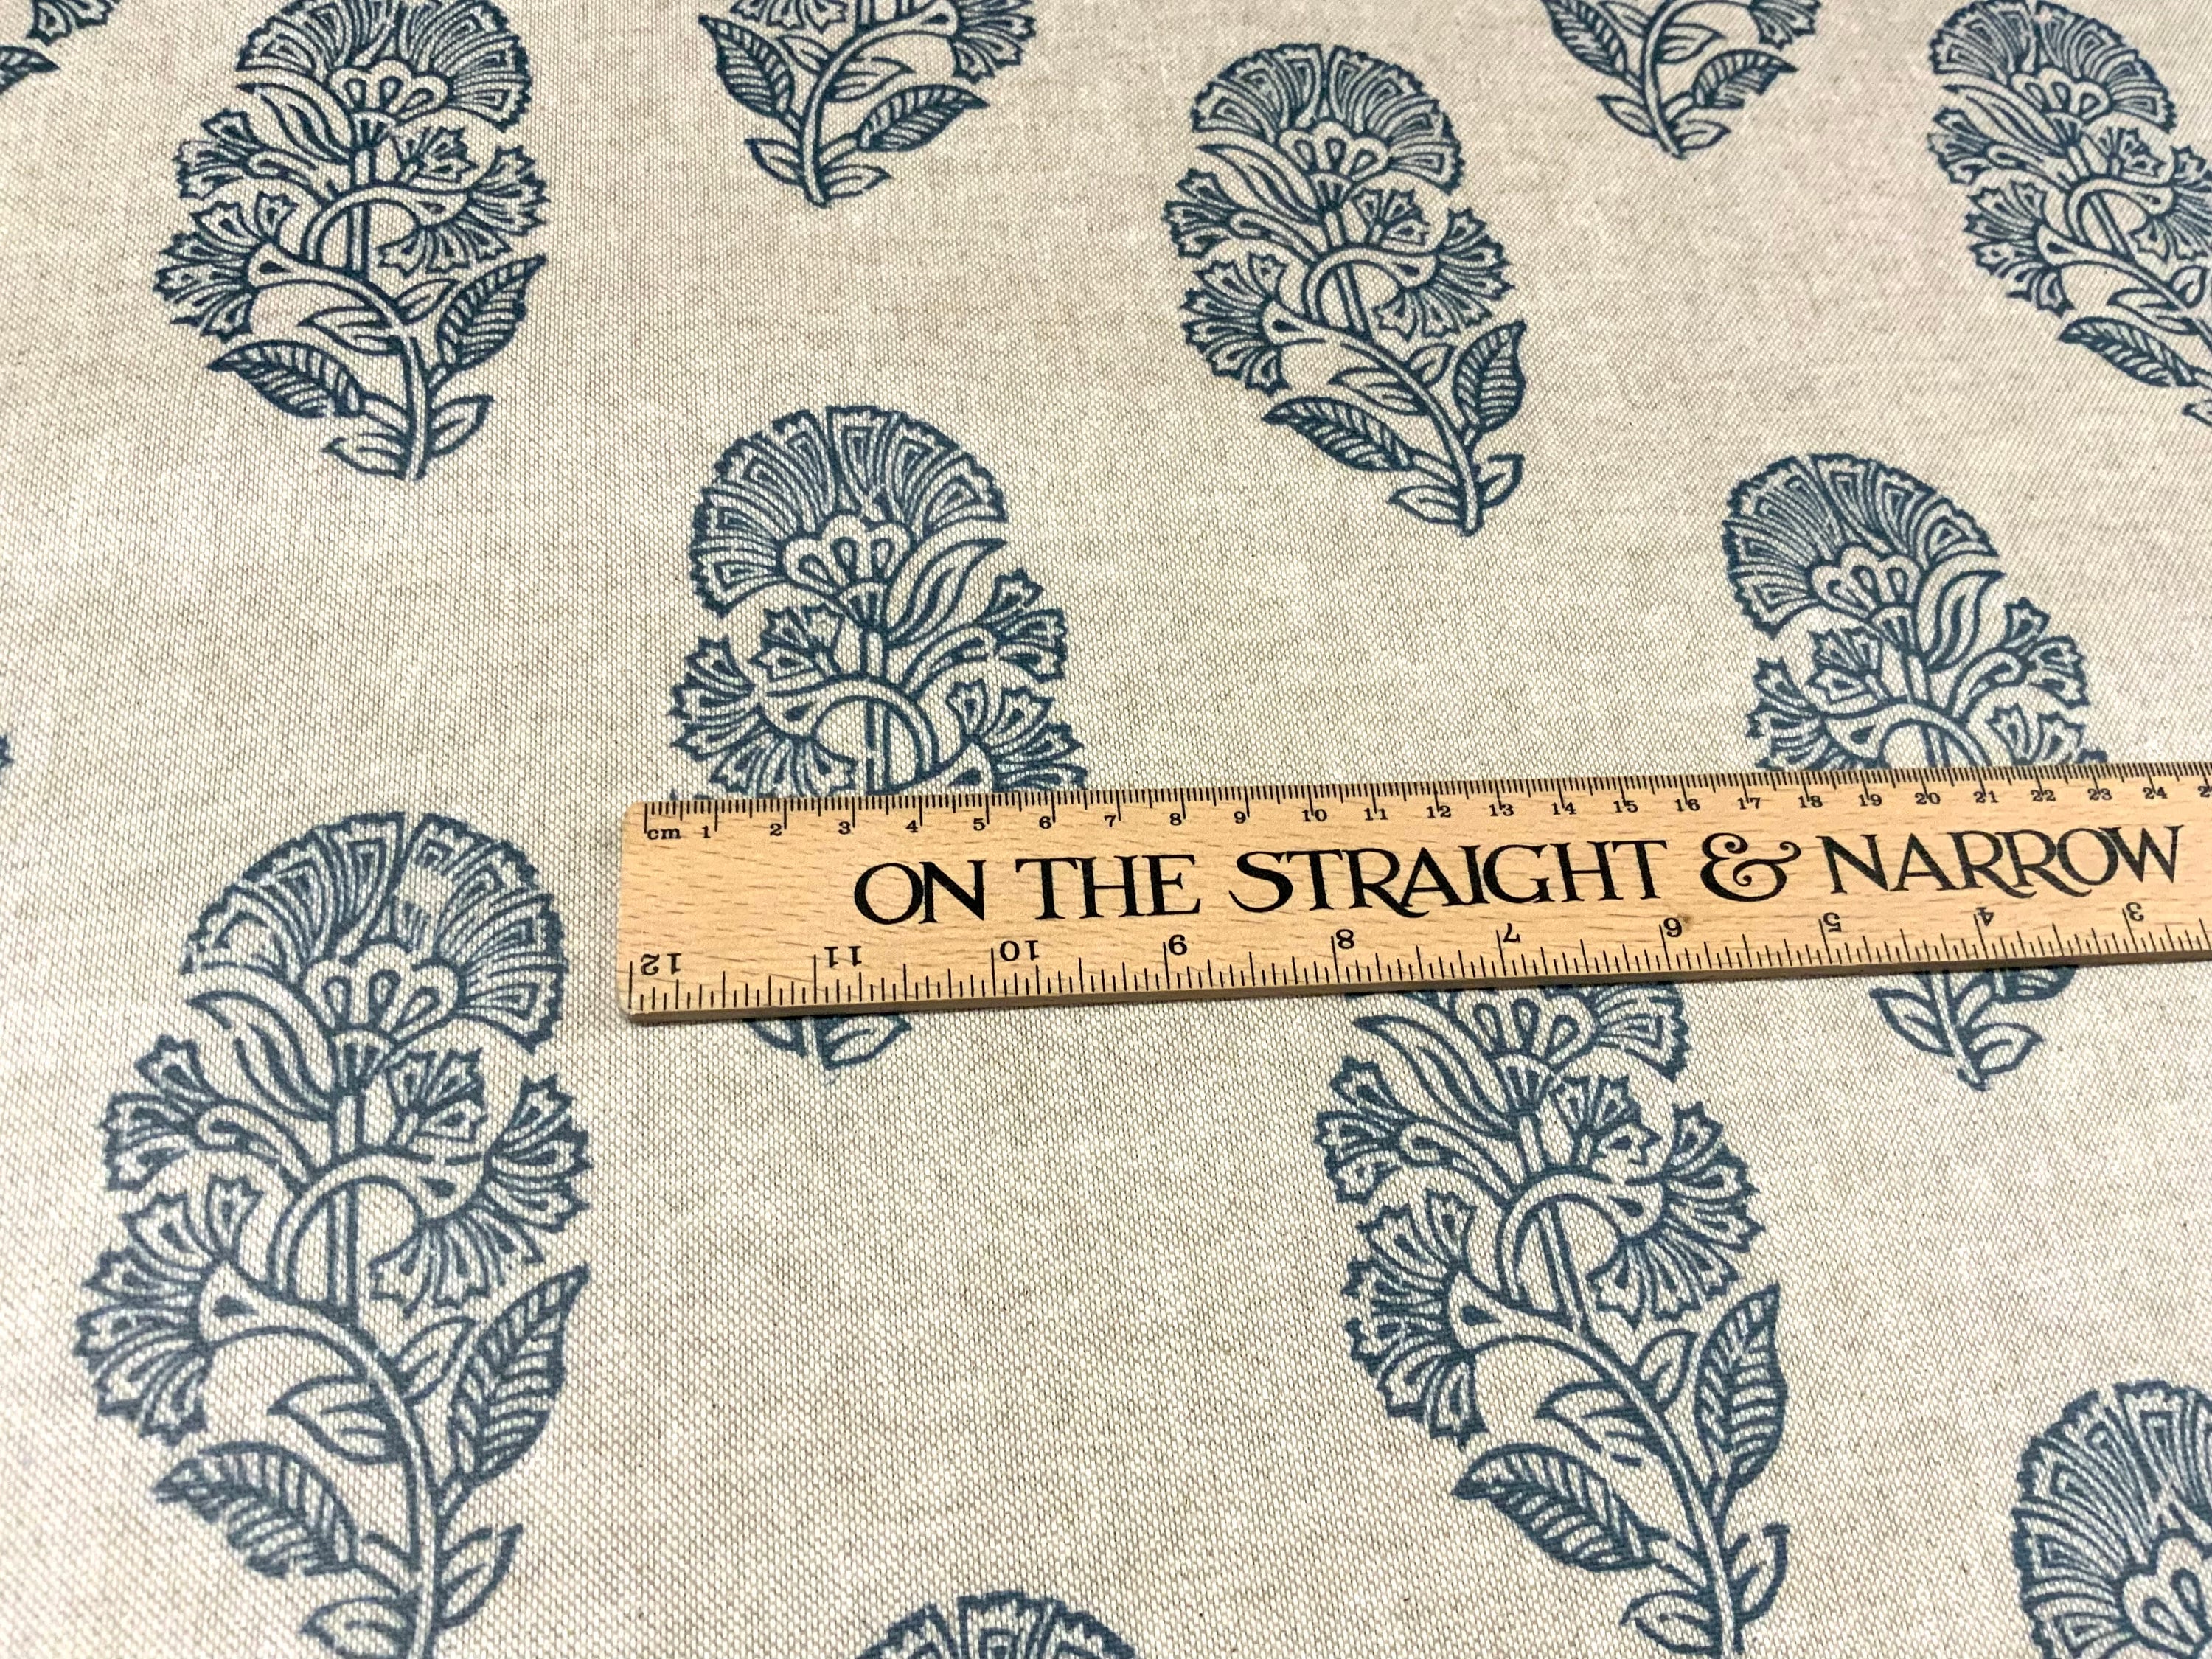 cm 1 2 3 4 5 6 7 8 9 10 11 12 13 14 15 16 17 18 19 20 21 22 23 24
ON THE STRAIGHT & NARROW
12 11 10 9 8 7 6 5 4 3